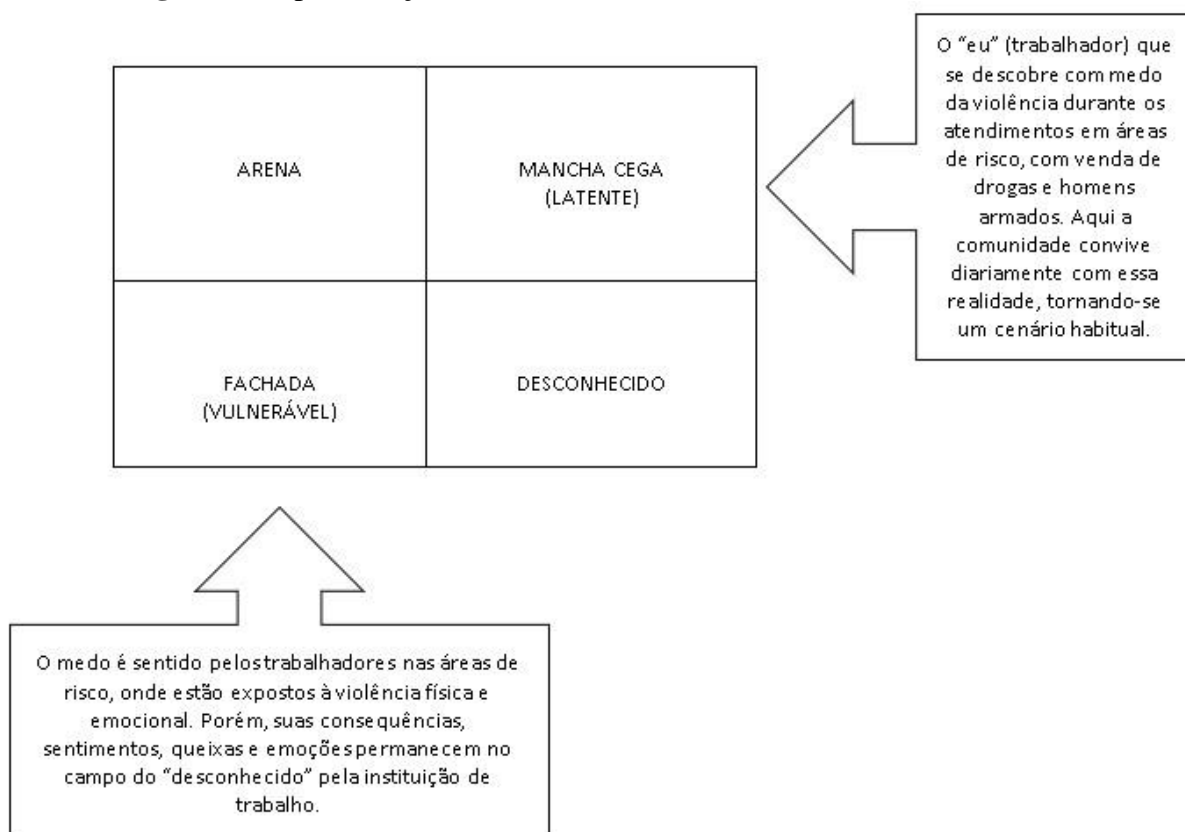 O “eu” (trabalhador) que
se descobre com medo
da violência durante os
atendimentos em áreas
de risco, com venda de
drogas e homens
armados. Aqui a
comunidade convive
diariamente com essa
realidade, tornando-se
um cenário habitual.
ARENA
MANCHA CEGA
(LATENTE)
FACHADA
(VULNERÁVEL)
DESCONHECIDO
O medo é sentido pelos trabalhadores nas áreas de
risco, onde estão expostos à violência física e
emocional. Porém, suas consequências,
sentimentos, queixas e emoções permanecem no
campo do “desconhecido” pela instituição de
trabalho.